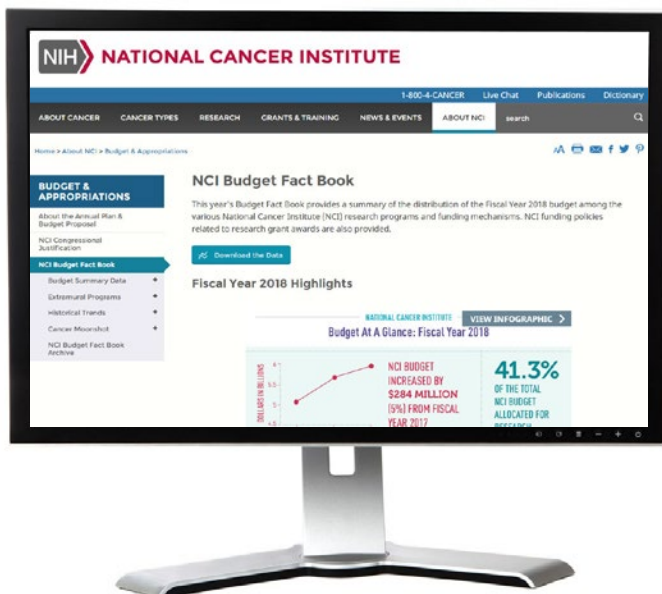 NIH NATIONAL CANCER INSTITUTE
1-800-4-CANCER Live Chat Publications Dictionary
ABOUT CANCER CANCER TYPES RESEARCH GRANTS & TRAINING NEWS & EVENTS ABOUT NCI search
Home > About NCI > Budget & Appropriations
BUDGET &
APPROPRIATIONS
About the Annual Plan &
Budget Proposal
NCI Congressional
Justification
NCI Budget Fact Book
Budget Summary Data +
Extramural Programs +
Historical Trends +
Cancer Moonshot +
NCI Budget Fact Book
Archive
NCI Budget Fact Book
This year's Budget Fact Book provides a summary of the distribution of the Fiscal Year 2018 budget among the
various National Cancer Institute (NCI) research programs and funding mechanisms. NCI funding policies
related to research grant awards are also provided.
Download the Data
Fiscal Year 2018 Highlights
NATIONAL CANCER INSTITUTE
VIEW INFOGRAPHIC >
Budget At A Glance: Fiscal Year 2018
DOLLARS IN BILLIONS
6
5.5
5
4.5
NCI BUDGET
INCREASED BY
$284 MILLION
(5%) FROM FISCAL
YEAR 2017
41.3%
OF THE TOTAL
NCI BUDGET
ALLOCATED FOR
RESEARCH